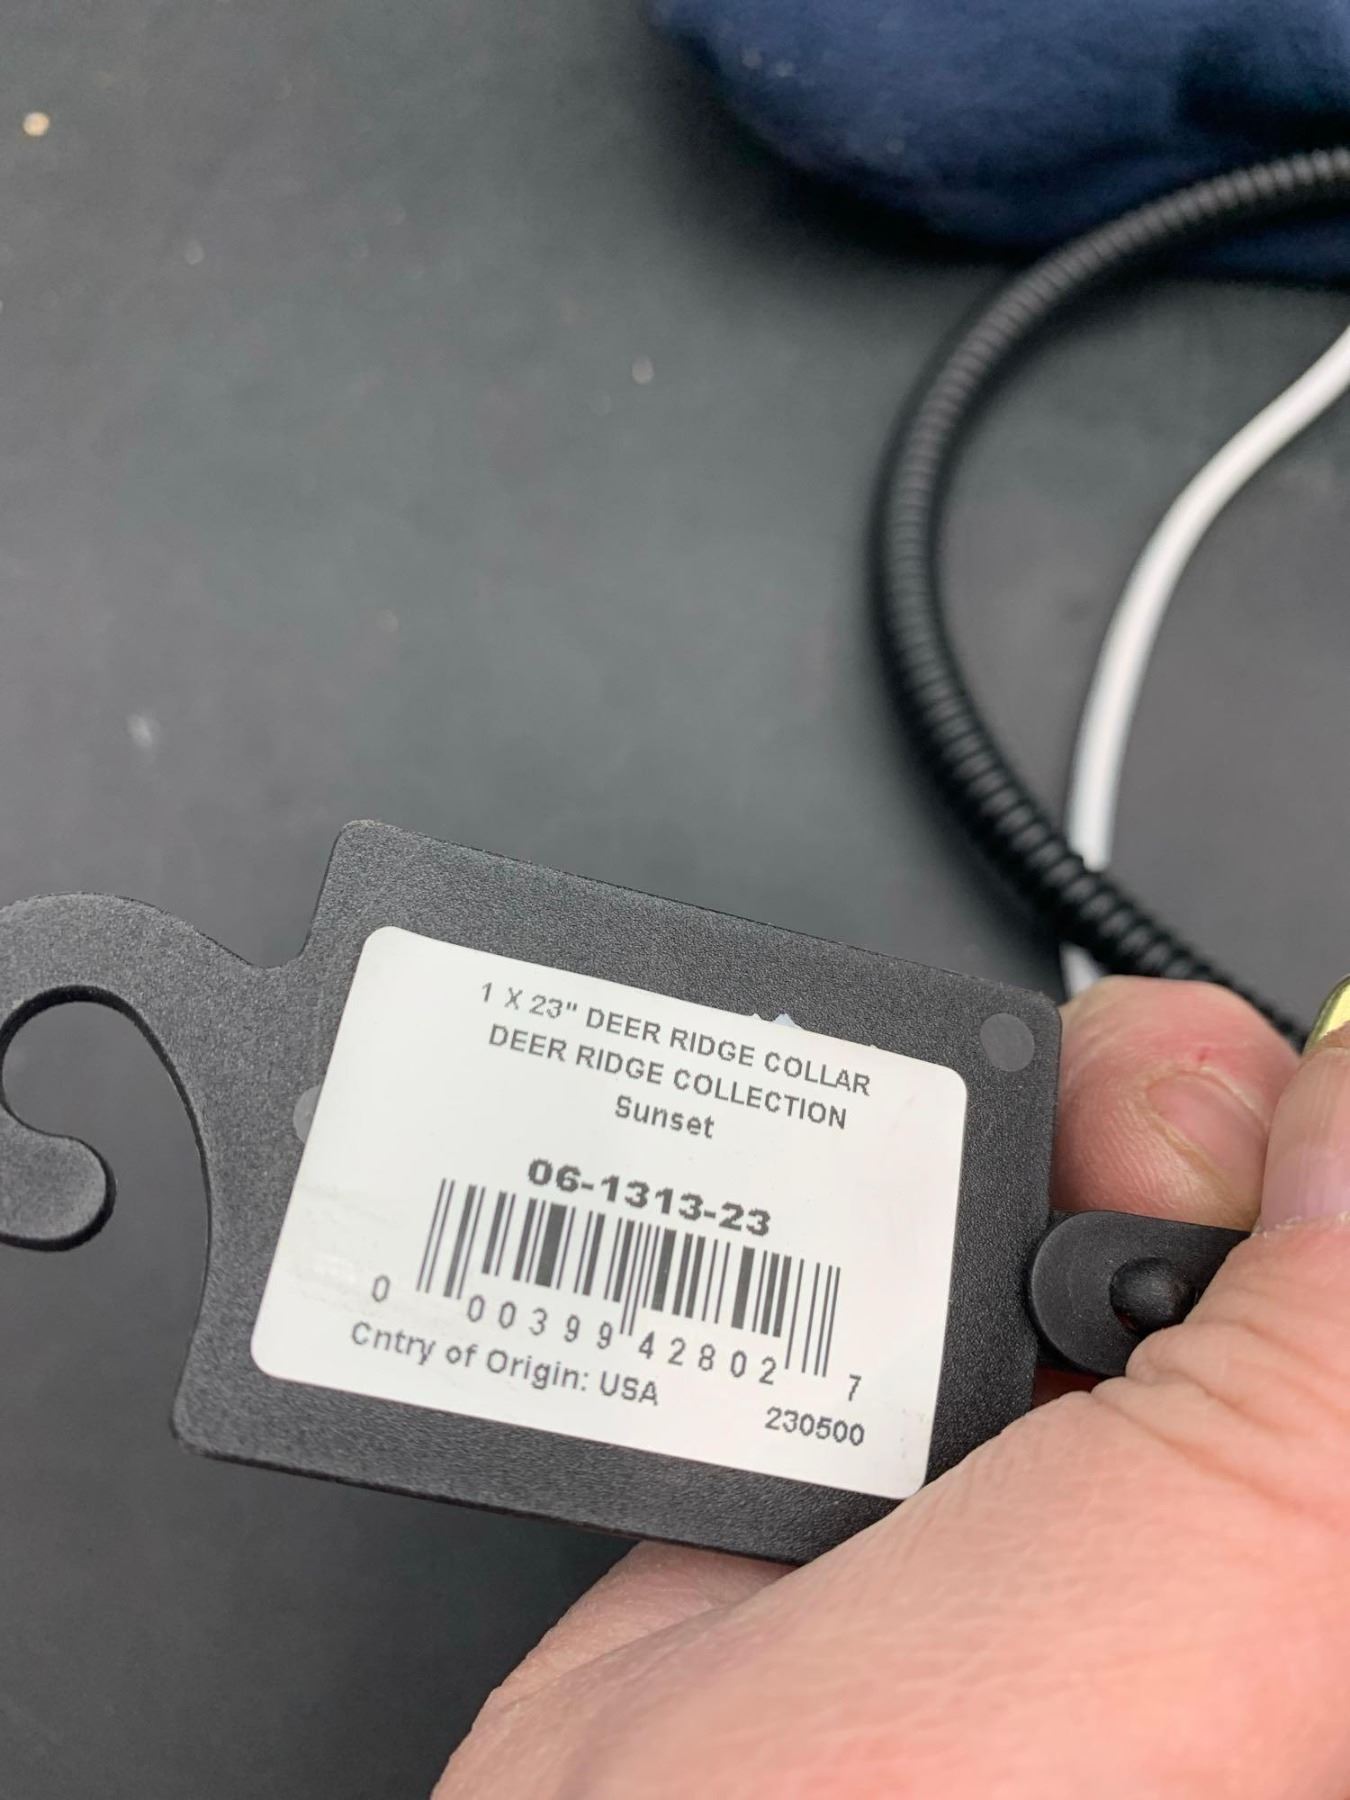 1 X 23" DEER RIDGE COLLAR
DEER RIDGE COLLECTION
Sunset
06-1313-23
0 00399 42802 7
Cntry of Origin: USA
230500